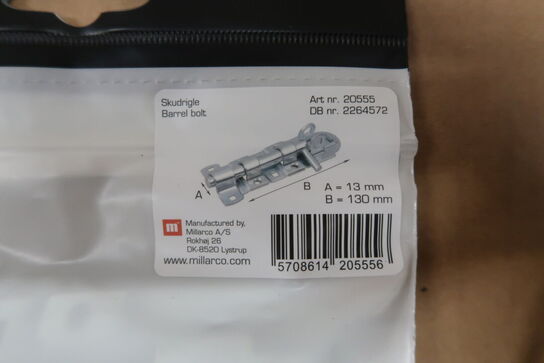 Skudrigle
Barrel bolt
Art nr. 20555
DB nr. 2264572
A
B
A = 13 mm
B = 130 mm
m
Manufactured by,
Millarco A/S
Rokhøj 26
DK-8520 Lystrup
www.millarco.com
5708614 205556